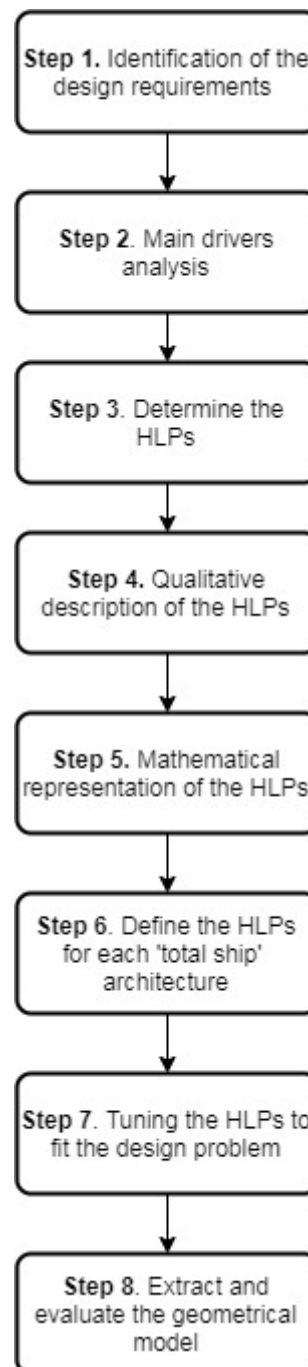 Step 1. Identification of the
design requirements
Step 2. Main drivers
analysis
Step 3. Determine the
HLPs
Step 4. Qualitative
description of the HLPs
Step 5. Mathematical
representation of the HLPs
Step 6. Define the HLPs
for each 'total ship'
architecture
Step 7. Tuning the HLPs to
fit the design problem
Step 8. Extract and
evaluate the geometrical
model